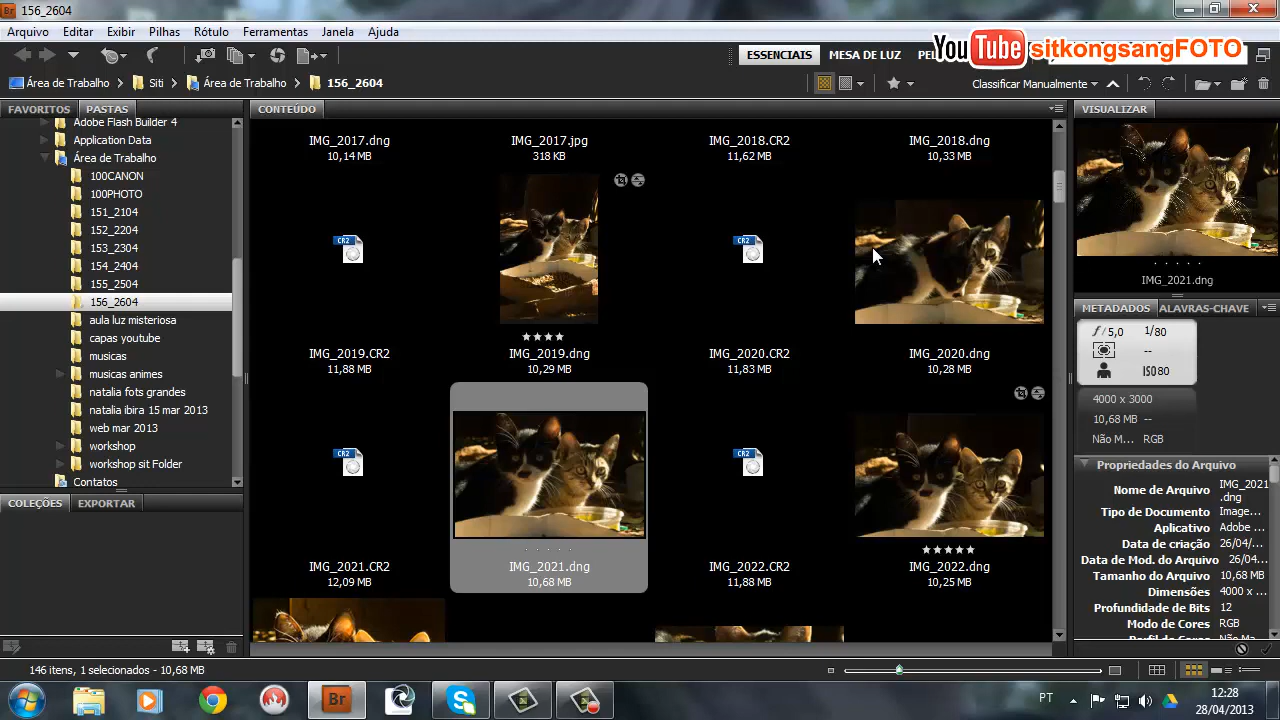 Br 156_2604
Arquivo Editar Exibir Pilhas Rótulo Ferramentas Janela Ajuda
ESSENCIAIS MESA DE LUZ
You Tube sitkongsangFOTO
Área de Trabalho Siti Área de Trabalho 156_2604
Classificar Manualmente
FAVORITOS PASTAS
CONTEÚDO
VISUALIZAR
Adobe Flash Builder 4
Application Data
Área de Trabalho
100CANON
100PHOTO
151_2104
152_2204
153_2304
154_2404
155_2504
156_2604
aula luz misteriosa
capas youtube
musicas
musicas animes
natalia fots grandes
natalia ibira 15 mar 2013
web mar 2013
workshop
workshop sit Folder
Contatos
COLEÇÕES EXPORTAR
IMG_2017.dng IMG_2017.jpg IMG_2018.CR2 IMG_2018.dng
10,14 MB 318 KB 11,62 MB 10,33 MB
CR2 CR2
IMG_2019.CR2 IMG_2019.dng IMG_2020.CR2 IMG_2020.dng
11,88 MB 10,29 MB 11,83 MB 10,28 MB
CR2 CR2
IMG_2021.CR2 IMG_2021.dng IMG_2022.CR2 IMG_2022.dng
12,09 MB 10,68 MB 11,88 MB 10,25 MB
IMG_2021.dng
METADADOS ALAVRAS-CHAVE
f/5,0 1/80
--
ISO80
4000 x 3000
10,68 MB --
Não M... RGB
Propriedades do Arquivo
Nome de Arquivo IMG_2021
.dng
Tipo de Documento Image...
Aplicativo Adobe ...
Data de criação 26/04/...
Data de Mod. do Arquivo 26/04...
Tamanho do Arquivo 10,68 MB
Dimensões 4000 x ...
Profundidade de Bits 12
Modo de Cores RGB
146 itens, 1 selecionados - 10,68 MB
Br
PT
12:28
28/04/2013